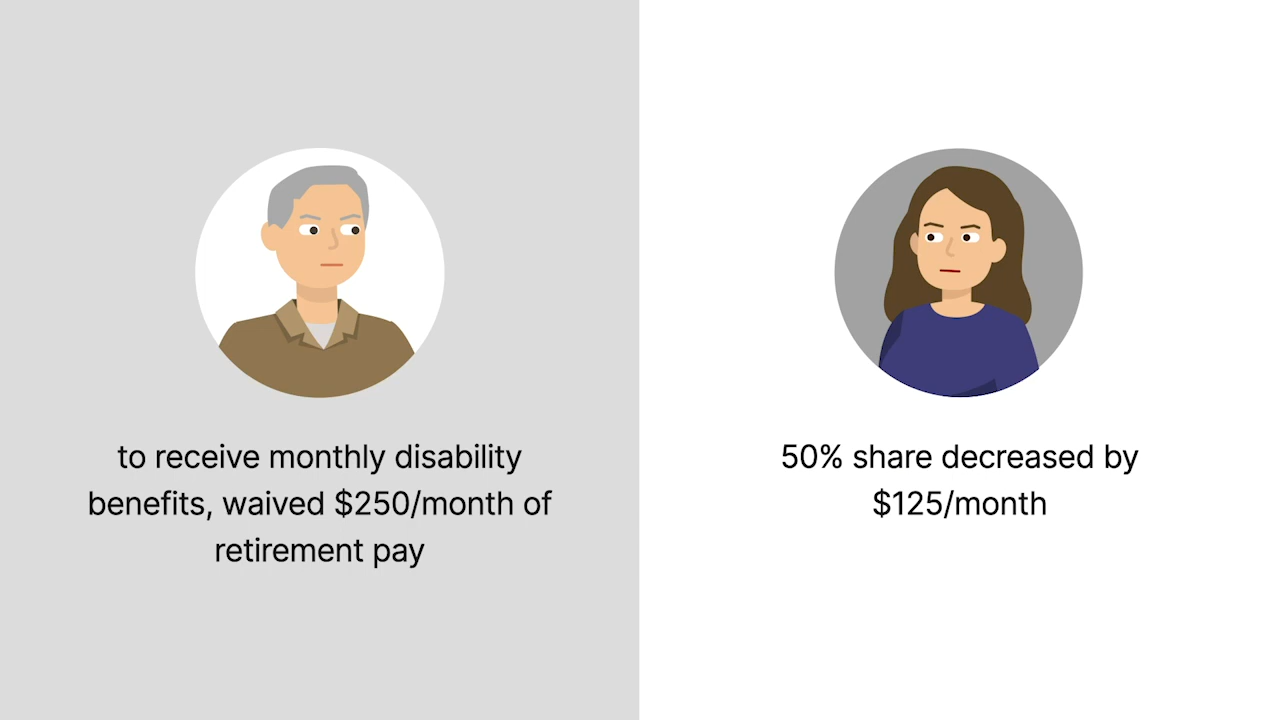 to receive monthly disability
benefits, waived $250/month of
retirement pay
50% share decreased by
$125/month